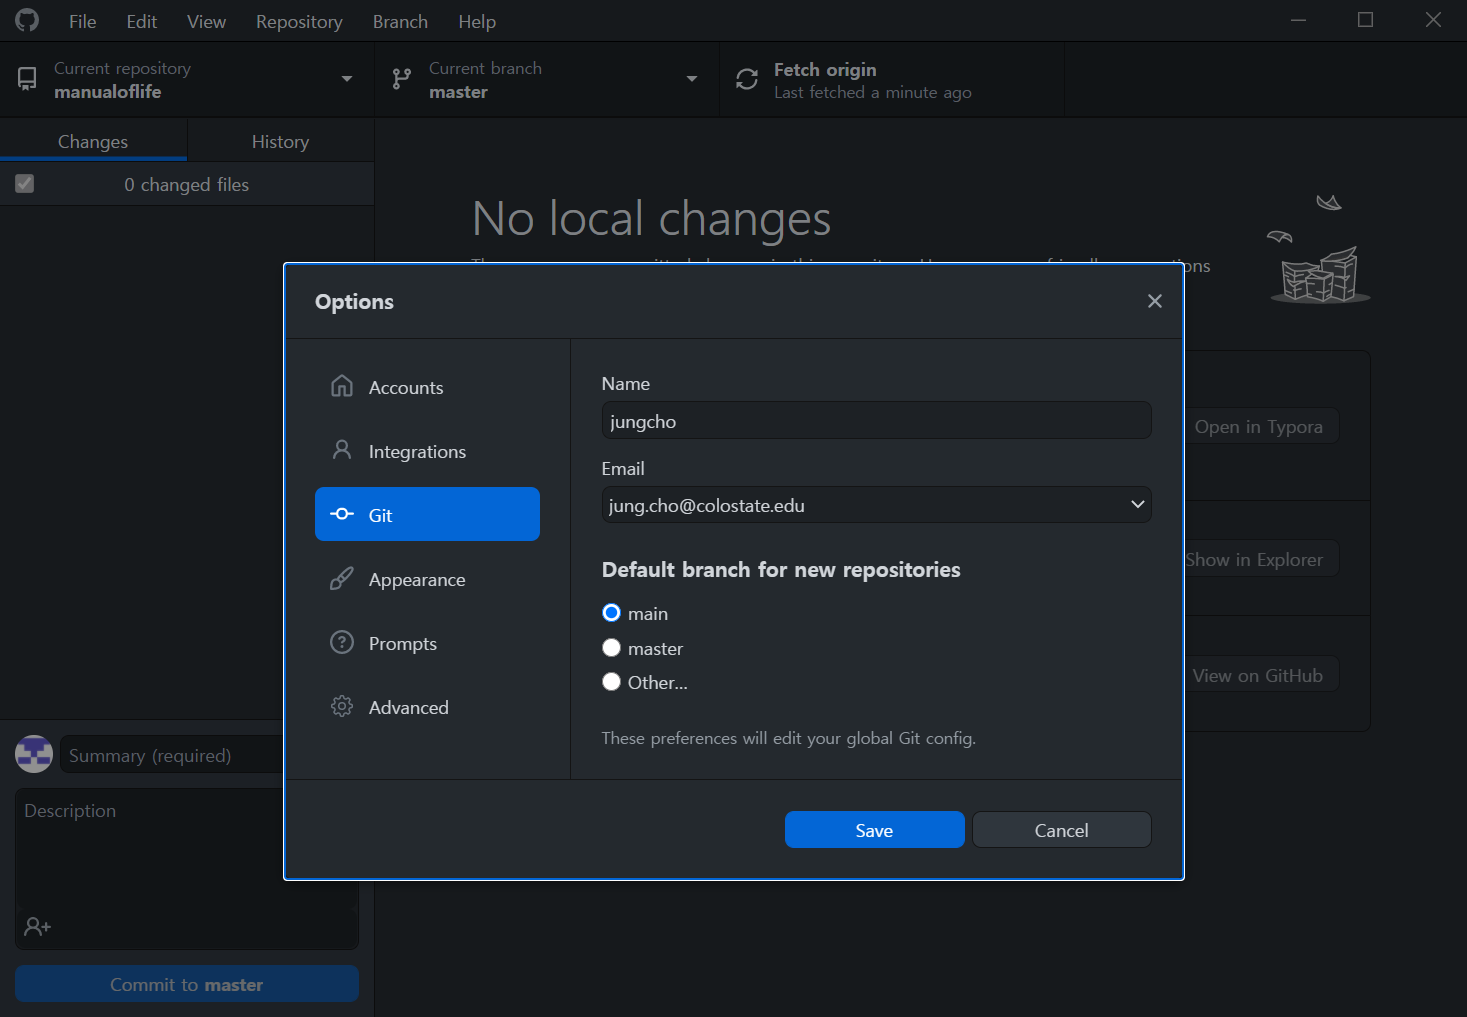 File Edit View Repository Branch Help
Current repository
manualoflife
Current branch
master
Fetch origin
Last fetched a minute ago
Changes
History
0 changed files
No local changes
Options
Accounts
Integrations
Git
Appearance
Prompts
Advanced
Name
jungcho
Email
jung.cho@colostate.edu
Default branch for new repositories
main
master
Other...
These preferences will edit your global Git config.
Save
Cancel
Open in Typora
Show in Explorer
View on GitHub
Summary (required)
Description
Commit to master